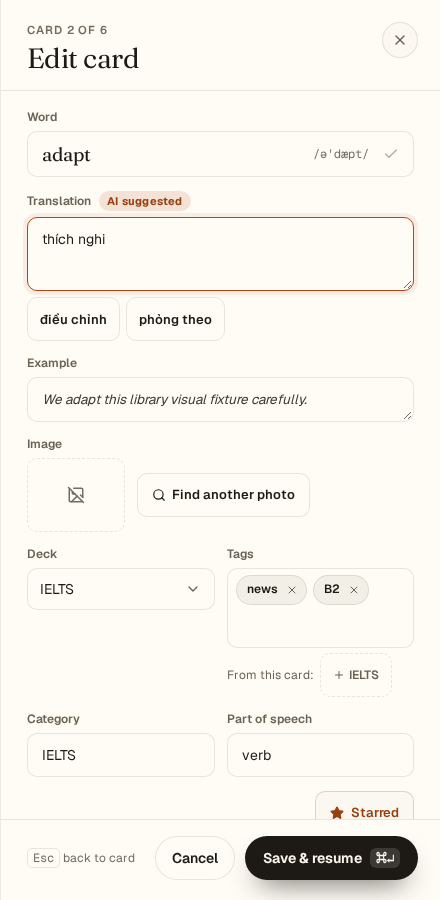 CARD 2 OF 6
Edit card
Word
adapt /əˈdæpt/
Translation AI suggested
thích nghi
điều chỉnh phỏng theo
Example
We adapt this library visual fixture carefully.
Image
Find another photo
Deck Tags
IELTS news B2
From this card: + IELTS
Category Part of speech
IELTS verb
Starred
Esc back to card Cancel Save & resume ⌘↵